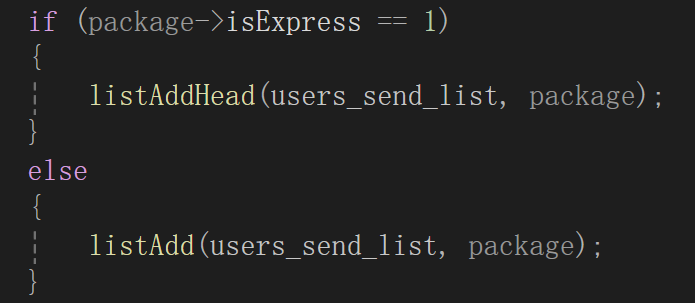 if (package->isExpress == 1)
{
listAddHead(users_send_list, package);
}
else
{
listAdd(users_send_list, package);
}